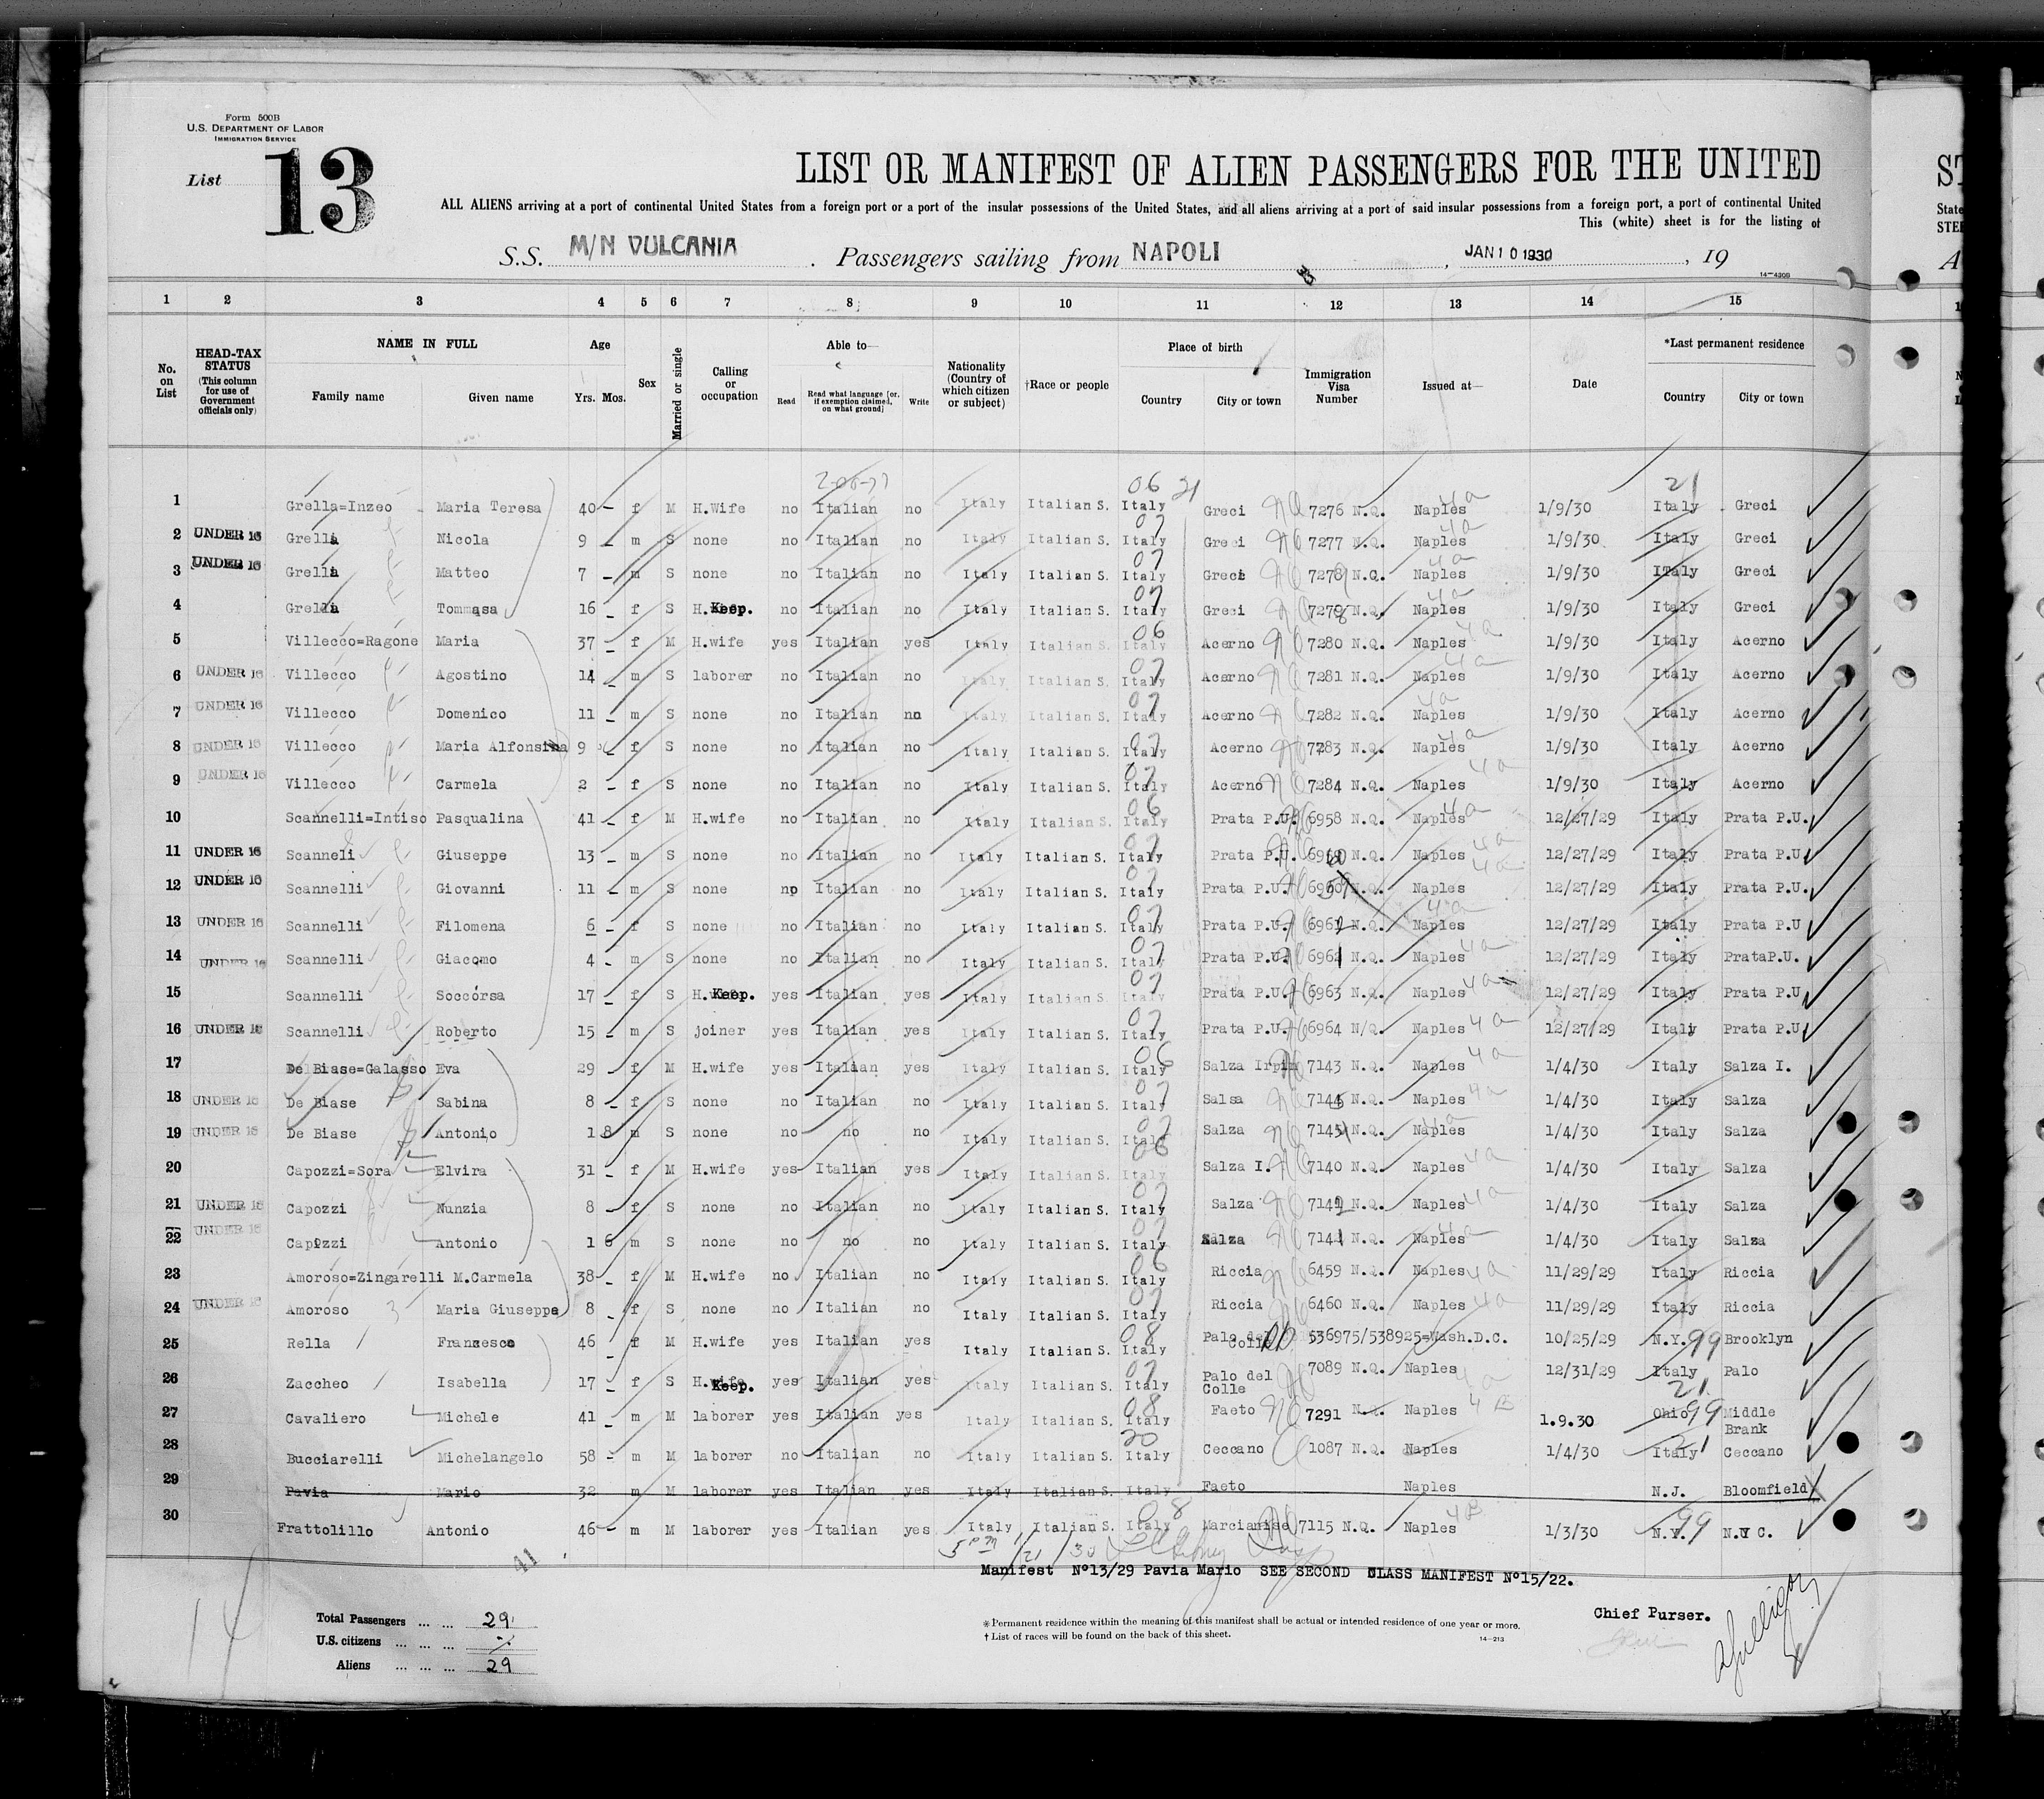 Form 500B
U.S. DEPARTMENT OF LABOR
IMMIGRATION SERVICE
List 13
LIST OR MANIFEST OF ALIEN PASSENGERS FOR THE UNITED
ALL ALIENS arriving at a port of continental United States from a foreign port or a port of the insular possessions of the United States, and all aliens arriving at a port of said insular possessions from a foreign port, a port of continental United
This (white) sheet is for the listing of
S.S. M/N VULCANIA. Passengers sailing from NAPOLI, JAN 10 1930, 19
14-430B
1 2 3 4 5 6 7 8 9 10 11 12 13 14 15
No. on List
HEAD-TAX STATUS (This column for use of Government officials only)
NAME IN FULL
Family name Given name
Age
Yrs. Mos.
Sex
Married or single
Calling or occupation
Able to—
Read Read what language [or, if exemption claimed, on what ground] Write
Nationality (Country of which citizen or subject)
†Race or people
Place of birth
Country City or town
Immigration Visa Number
Issued at—
Date
*Last permanent residence
Country City or town
1 Grella=Inzeo Maria Teresa 40 - f M H.Wife no Italian no Italy Italian S. Italy Greci 7276 N.Q. Naples 1/9/30 Italy Greci
2 UNDER 16 Grella Nicola 9 - m S none no Italian no Italy Italian S. Italy Greci 7277 N.Q. Naples 1/9/30 Italy Greci
3 UNDER 16 Grella Matteo 7 - m S none no Italian no Italy Italian S. Italy Greci N.Q. Naples 1/9/30 ITaly Greci
4 Grella Tommasa 16 - f S H.Keep. no Italian no Italy Italian S. Italy Greci N.Q. Naples 1/9/30 Italy Greci
5 Villecco=Ragone Maria 37 - f M H.wife yes Italian yes Italy Italian S. Italy Acerno 7280 N.Q. Naples 1/9/30 Italy Acerno
6 UNDER 16 Villecco Agostino 14 - m S laborer no Italian no Italy Italian S. Italy Acerno 7281 N.Q. Naples 1/9/30 Italy Acerno
7 UNDER 16 Villecco Domenico 11 - m S none no Italian no Italy Italian S. Italy Acerno 7282 N.Q. Naples 1/9/30 Italy Acerno
8 UNDER 16 Villecco Maria Alfonsina 9 f S none no Italian no Italy Italian S. Italy Acerno 7283 N.Q. Naples 1/9/30 Italy Acerno
9 UNDER 16 Villecco Carmela 2 - f S none no Italian no Italy Italian S. Italy Acerno 7284 N.Q. Naples 1/9/30 Italy Acerno
10 Scannelli=Intiso Pasqualina 41 - f M H.wife no Italian no Italy Italian S. Italy Prata P.U. 6958 N.Q. Naples 12/27/29 Italy Prata P.U.
11 UNDER 16 Scanneli Giuseppe 13 - m S none no Italian no Italy Italian S. Italy Prata P.U. N.Q. Naples 12/27/29 Italy Prata P.U
12 UNDER 16 Scannelli Giovanni 11 - m S none no Italian no Italy Italian S. Italy Prata P.U. N.Q. Naples 12/27/29 Italy Prata P.U.
13 UNDER 16 Scannelli Filomena 6 - f S none no Italian no Italy Italian S. Italy Prata P.U. 6962 N.Q. Naples 12/27/29 Italy Prata P.U
14 UNDER 16 Scannelli Giacomo 4 - m S none no Italian no Italy Italian S. Italy Prata P.U. 6961 N.Q. Naples 12/27/29 Italy PrataP.U.
15 Scannelli Soccorsa 17 - f S H.Keep. yes Italian yes Italy Italian S. Italy Prata P.U. 6963 N.Q. Naples 12/27/29 Italy Prata P.U
16 UNDER 16 Scannelli Roberto 15 - m S joiner yes Italian yes Italy Italian S. Italy Prata P.U. 6964 N/Q. Naples 12/27/29 Italy Prata P.U
17 De Biase=Galasso Eva 29 - f M H.wife yes Italian yes Italy Italian S. Italy Salza Irpin 7143 N.Q. Naples 1/4/30 Italy Salza I.
18 UNDER 16 De Biase Sabina 8 - f S none no Italian no Italy Italian S. Italy Salsa N.Q. Naples 1/4/30 Italy Salza
19 UNDER 16 De Biase Antonio 1 8 m S none no no no Italy Italian S. Italy Salza N.Q. Naples 1/4/30 Italy Salza
20 Capozzi=Sora Elvira 31 - f M H.wife yes Italian yes Italy Italian S. Italy Salza I. 7140 N.Q. Naples 1/4/30 Italy Salza
21 UNDER 16 Capozzi Nunzia 8 - f S none no Italian no Italy Italian S. Italy Salza 7142 N.Q. Naples 1/4/30 Italy Salza
22 UNDER 16 Capozzi Antonio 1 6 m S none no no no Italy Italian S. Italy Salza 7141 N.Q. Naples 1/4/30 Italy Salza
23 Amoroso=Zingarelli M.Carmela 38 - f M H.wife no Italian no Italy Italian S. Italy Riccia 6459 N.Q. Naples 11/29/29 Italy Riccia
24 UNDER 16 Amoroso Maria Giuseppa 8 f S none no Italian no Italy Italian S. Italy Riccia 6460 N.Q. Naples 11/29/29 Italy Riccia
25 Rella Francesco 46 f M H.wife yes Italian yes Italy Italian S. Italy Palo del Colle 536975/538925=Wash.D.C. 10/25/29 N.Y. 99 Brooklyn
26 Zaccheo Isabella 17 - f S H.wife Keep. yes Italian yes Italy Italian S. Italy Palo del Colle 7089 N.Q. Naples 12/31/29 Italy Palo
27 Cavaliero Michele 41 - m M laborer yes Italian yes Italy Italian S. Italy Faeto 7291 N.Q. Naples 1.9.30 Ohio 99 Middle Brank
28 Bucciarelli Michelangelo 58 - m M laborer no Italian no Italy Italian S. Italy Ceccano 1087 N.Q. Naples 1/4/30 Italy Ceccano
29 Pavia Mario 32 m M laborer yes Italian yes Italy Italian S. Italy Faeto Naples N.J. Bloomfield
30 Frattolillo Antonio 46 - m M laborer yes Italian yes Italy Italian S. Italy Marcianise 7115 N.Q. Naples 1/3/30 N.Y. 99 N.Y C.
41
5 PM 1/21/30
Manifest Nº13/29 Pavia Mario SEE SECOND CLASS MANIFEST Nº15/22.
14
Total Passengers ... ... 29
U.S. citizens ... ... ...
Aliens ... ... ... 29
*Permanent residence within the meaning of this manifest shall be actual or intended residence of one year or more.
†List of races will be found on the back of this sheet.
14-213
Chief Purser.